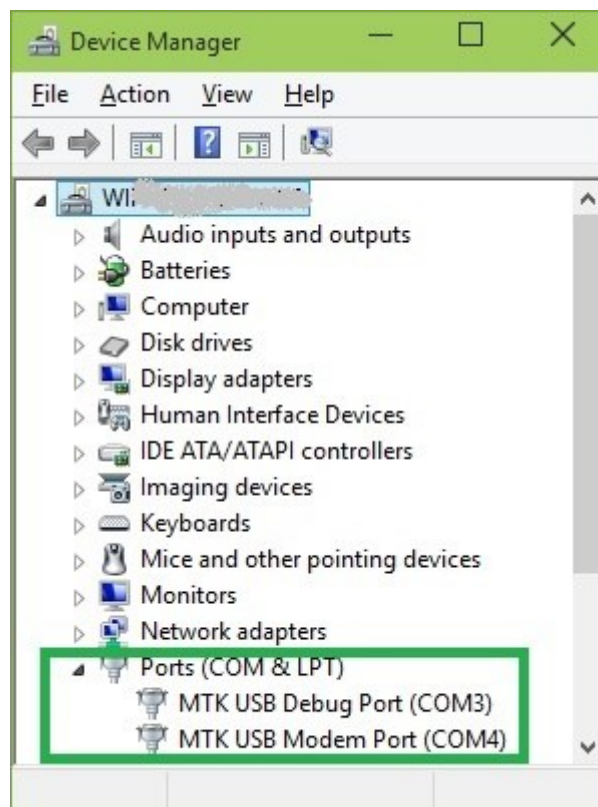 Device Manager
File Action View Help
Audio inputs and outputs
Batteries
Computer
Disk drives
Display adapters
Human Interface Devices
IDE ATA/ATAPI controllers
Imaging devices
Keyboards
Mice and other pointing devices
Monitors
Network adapters
Ports (COM & LPT)
MTK USB Debug Port (COM3)
MTK USB Modem Port (COM4)